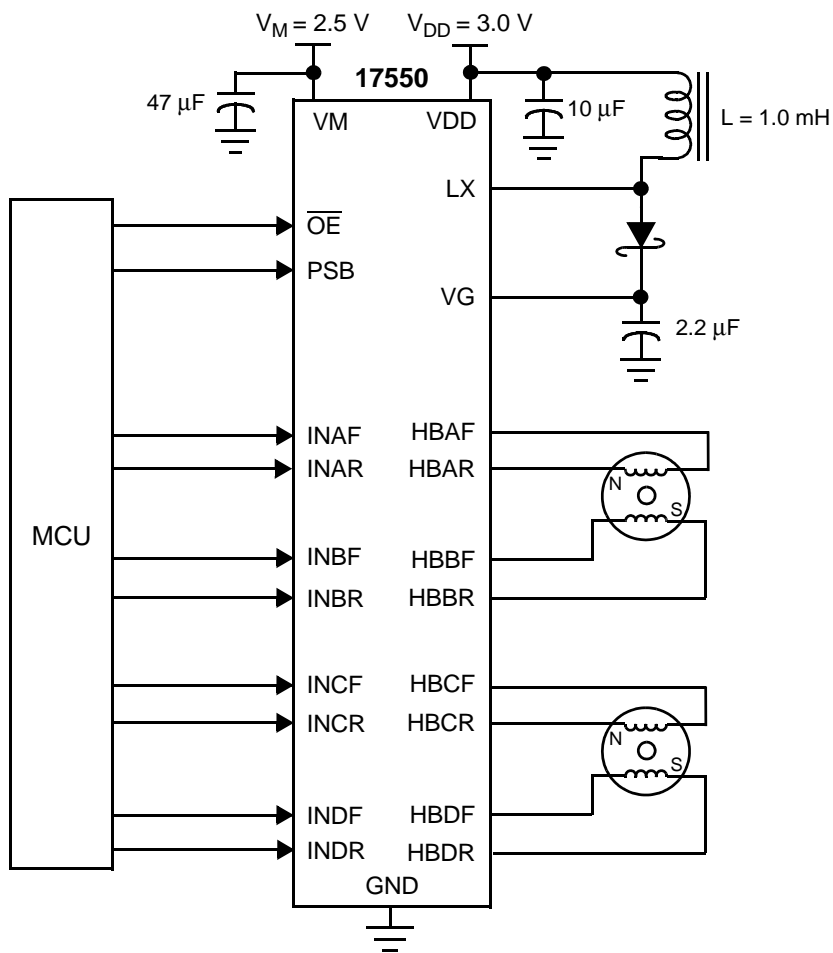 V_M = 2.5 V
V_DD = 3.0 V
17550
47 μF
10 μF
L = 1.0 mH
VM
VDD
LX
VG
2.2 μF
MCU
O̅E̅
PSB
INAF
INAR
INBF
INBR
INCF
INCR
INDF
INDR
HBAF
HBAR
HBBF
HBBR
HBCF
HBCR
HBDF
HBDR
N
S
N
S
GND